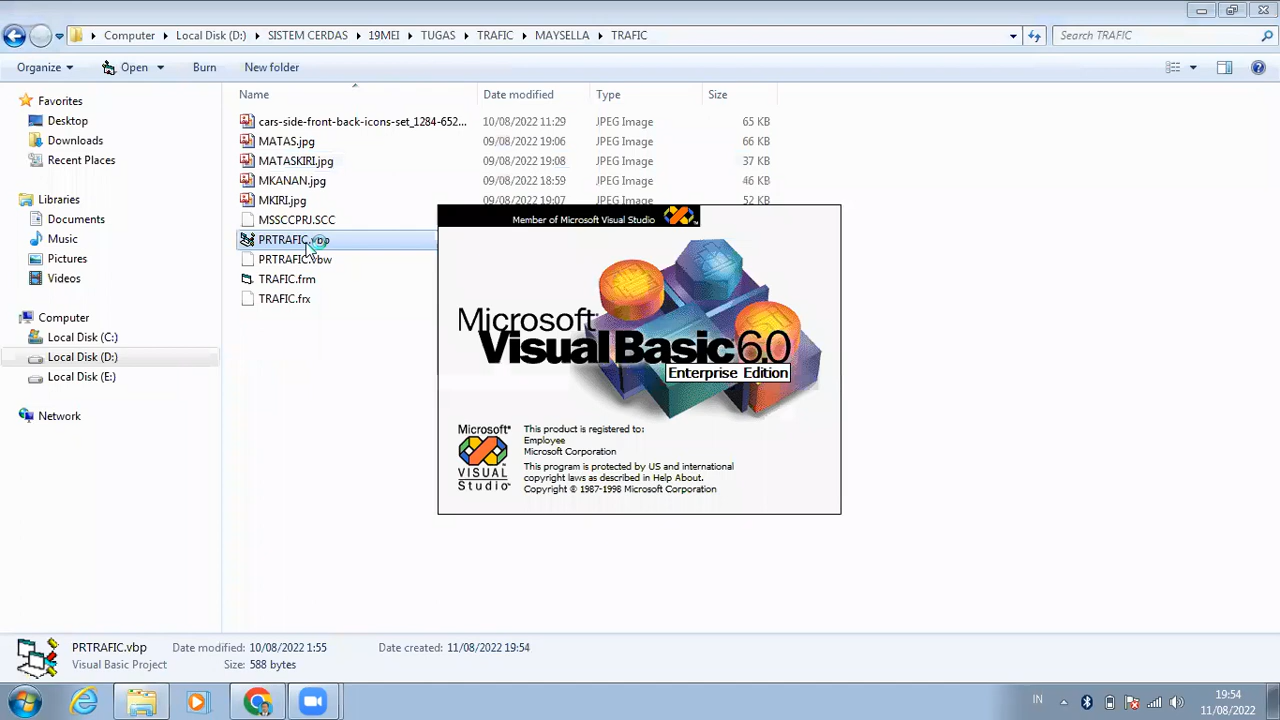 Computer
Local Disk (D:)
SISTEM CERDAS
19MEI
TUGAS
TRAFIC
MAYSELLA
TRAFIC
Search TRAFIC
Organize
Open
Burn
New folder
Favorites
Desktop
Downloads
Recent Places
Libraries
Documents
Music
Pictures
Videos
Computer
Local Disk (C:)
Local Disk (D:)
Local Disk (E:)
Network
Name Date modified Type Size
cars-side-front-back-icons-set_1284-652... 10/08/2022 11:29 JPEG Image 65 KB
MATAS.jpg 09/08/2022 19:06 JPEG Image 66 KB
MATASKIRI.jpg 09/08/2022 19:08 JPEG Image 37 KB
MKANAN.jpg 09/08/2022 18:59 JPEG Image 46 KB
MKIRI.jpg 09/08/2022 19:07 JPEG Image 52 KB
MSSCCPRJ.SCC
PRTRAFIC.vbp
PRTRAFIC.vbw
TRAFIC.frm
TRAFIC.frx
Member of Microsoft Visual Studio
Microsoft
Visual Basic 6.0
Enterprise Edition
Microsoft
VISUAL
Studio
This product is registered to:
Employee
Microsoft Corporation
This program is protected by US and international
copyright laws as described in Help About.
Copyright © 1987-1998 Microsoft Corporation
PRTRAFIC.vbp Date modified: 10/08/2022 1:55 Date created: 11/08/2022 19:54
Visual Basic Project Size: 588 bytes
IN
19:54
11/08/2022